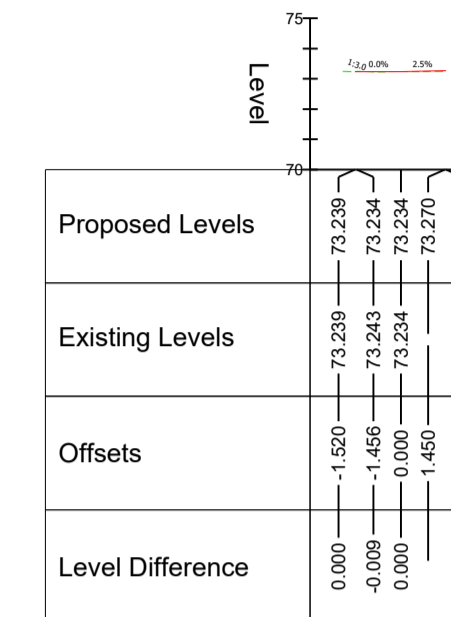 75
Level
1:3.0 0.0% 2.5%
70
Proposed Levels 73.239 73.234 73.234 73.270
Existing Levels 73.239 73.243 73.234
Offsets -1.520 -1.456 0.000 1.450
Level Difference 0.000 -0.009 0.000